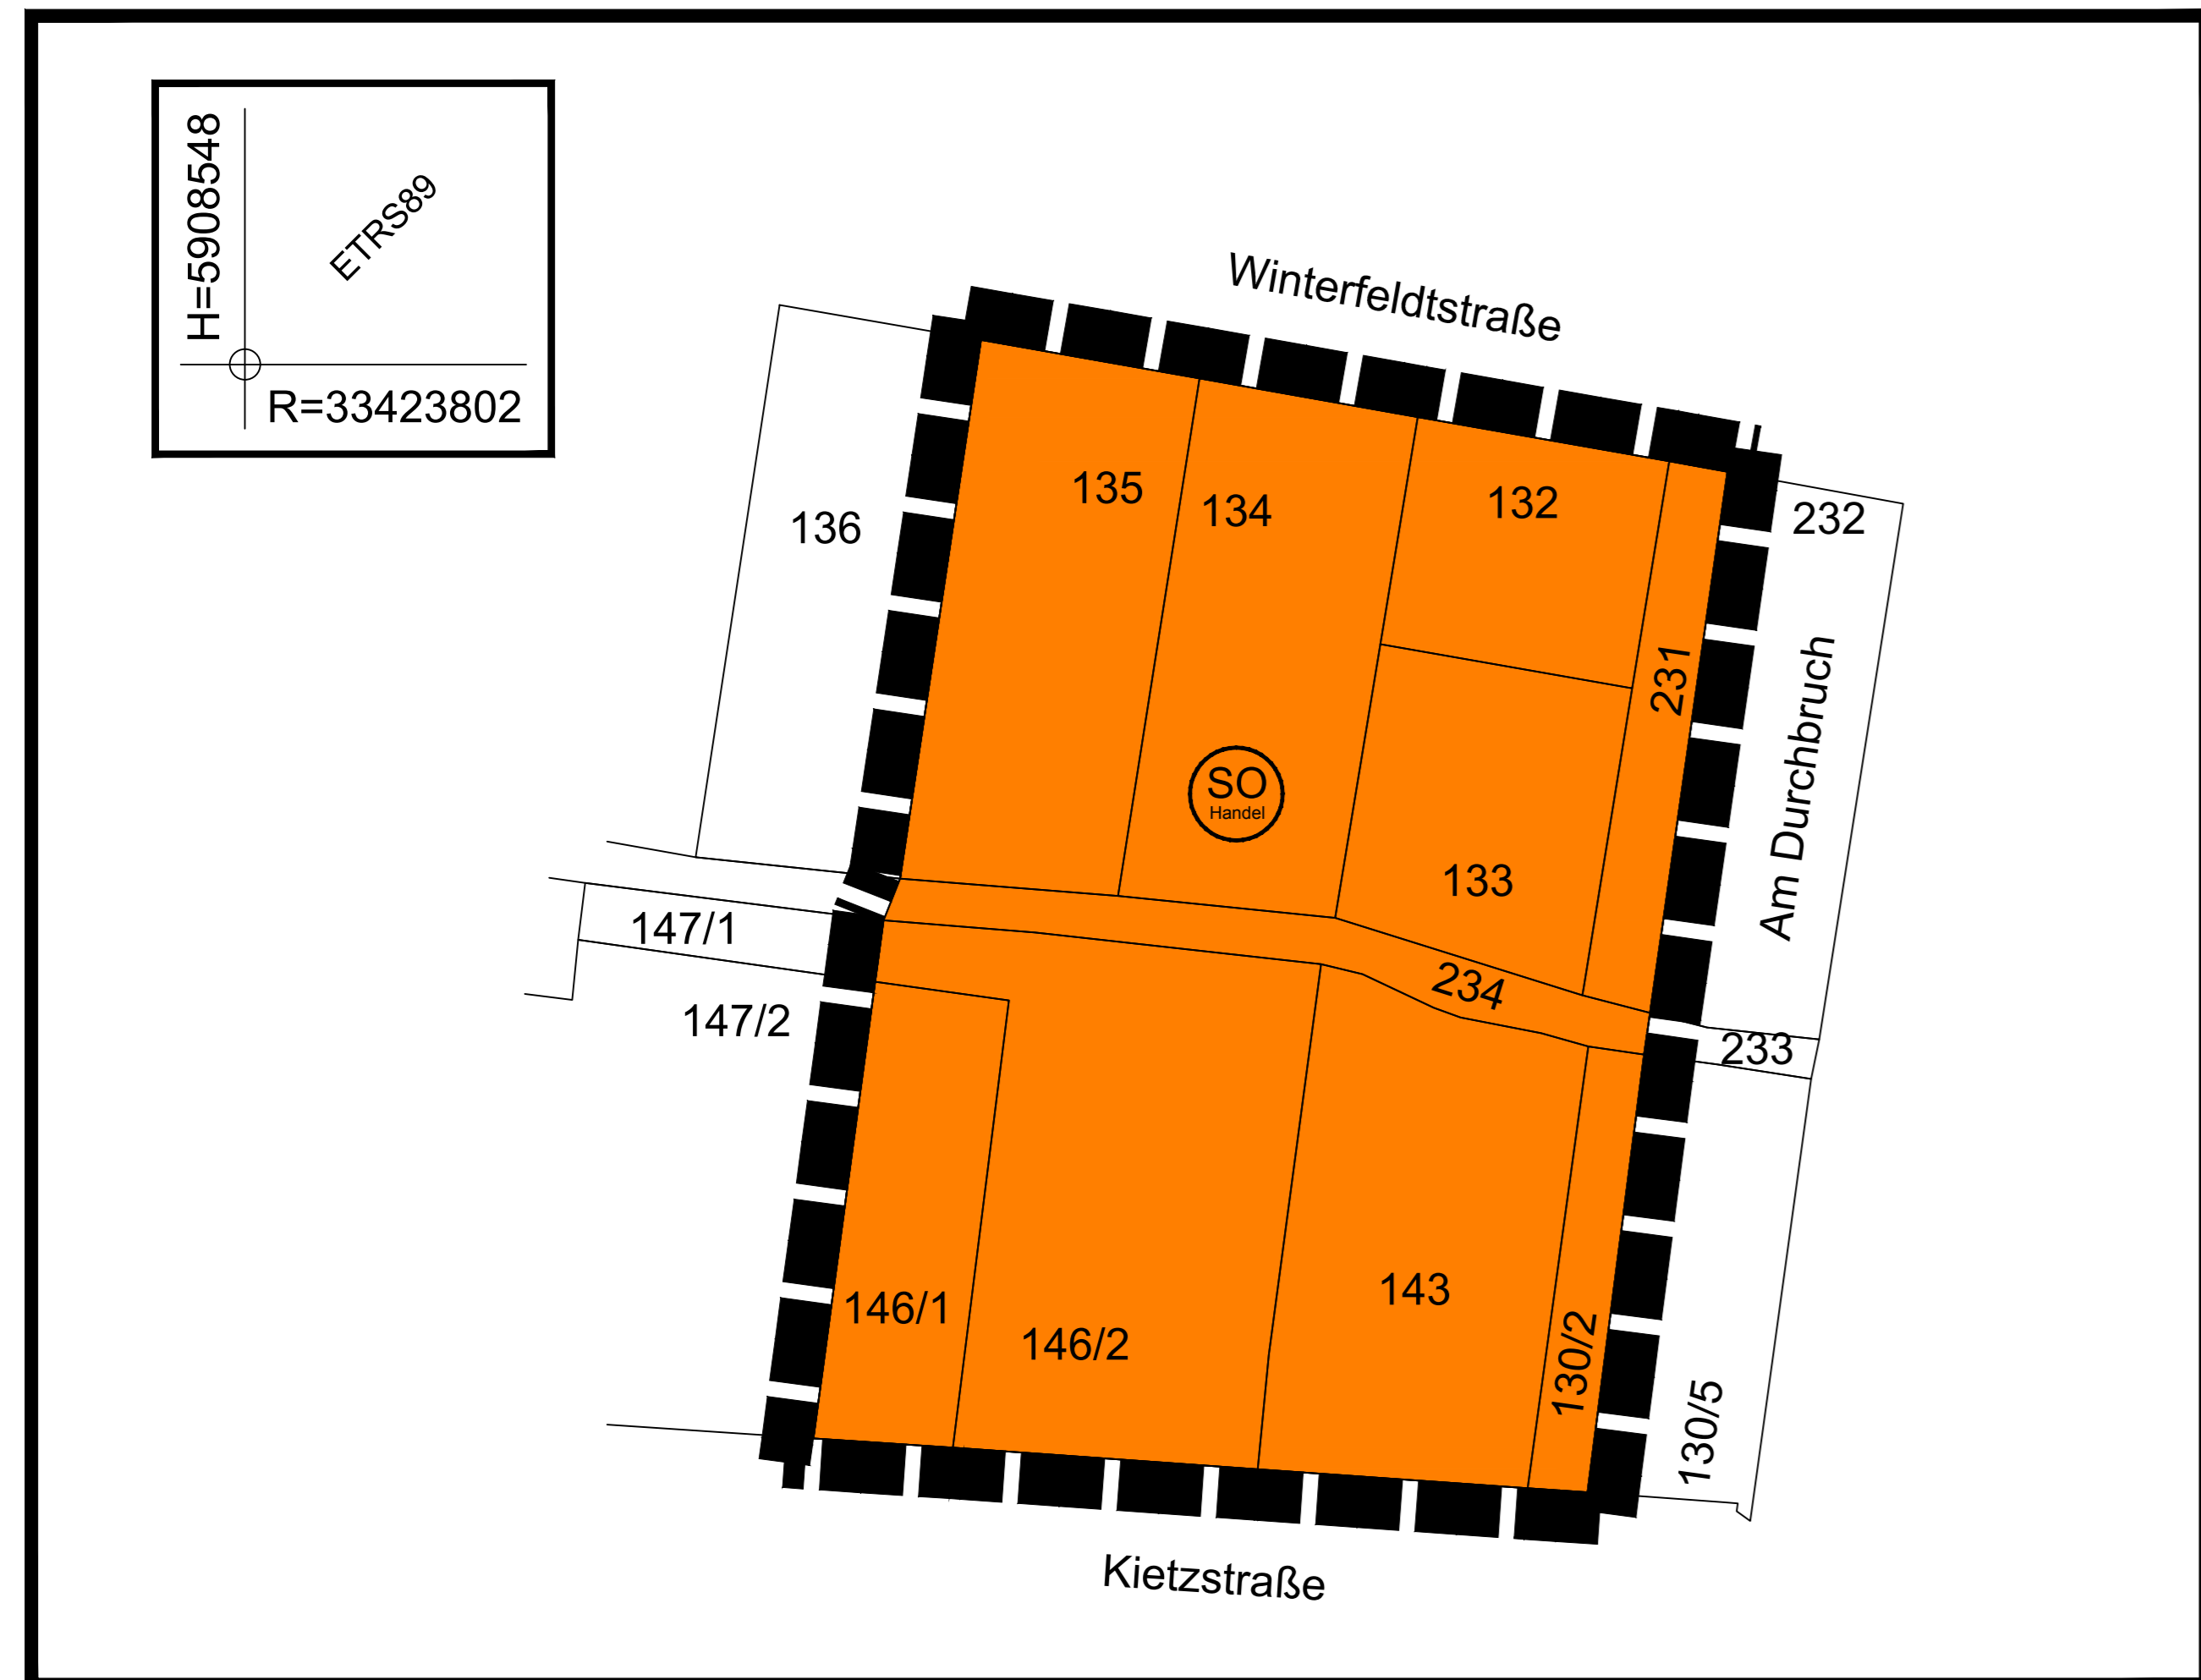 H=5908548
ETRS89
R=33423802
Winterfeldtstraße
135
134
132
136
232
231
Am Durchbruch
SO
Handel
133
147/1
234
147/2
233
146/1
143
146/2
130/2
130/5
Kietzstraße